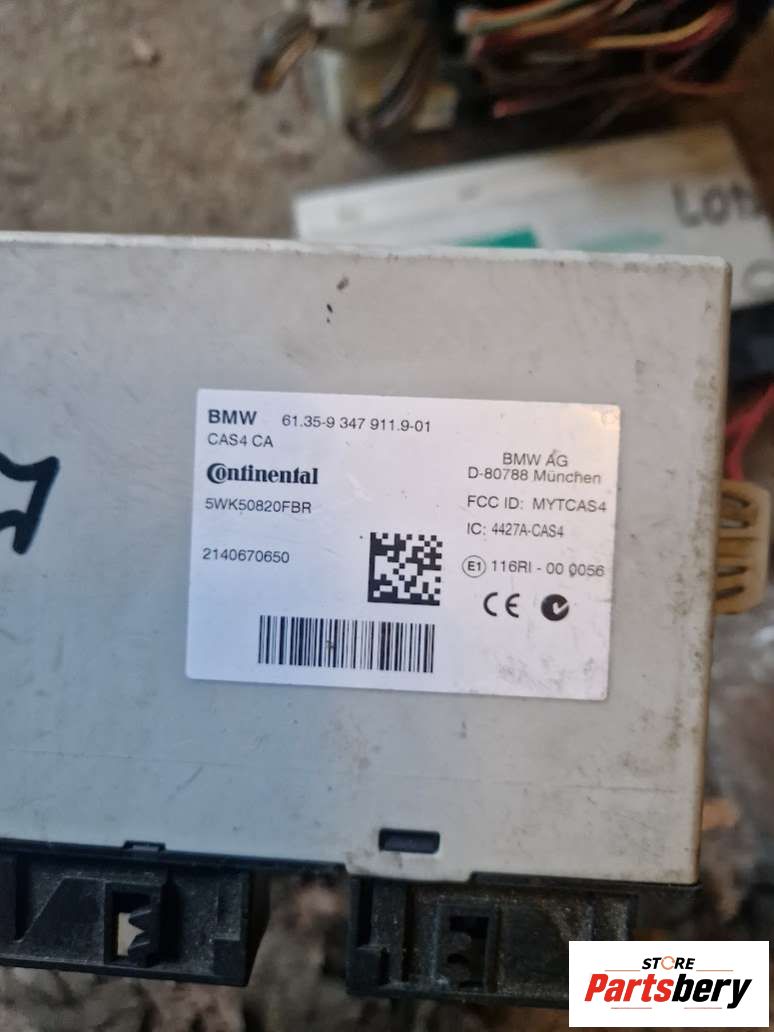 BMW 61.35-9 347 911.9-01
CAS4 CA
Continental
5WK50820FBR
2140670650
BMW AG
D-80788 München
FCC ID: MYTCAS4
IC: 4427A-CAS4
E1 116RI - 00 0056
CE
STORE
Partsbery